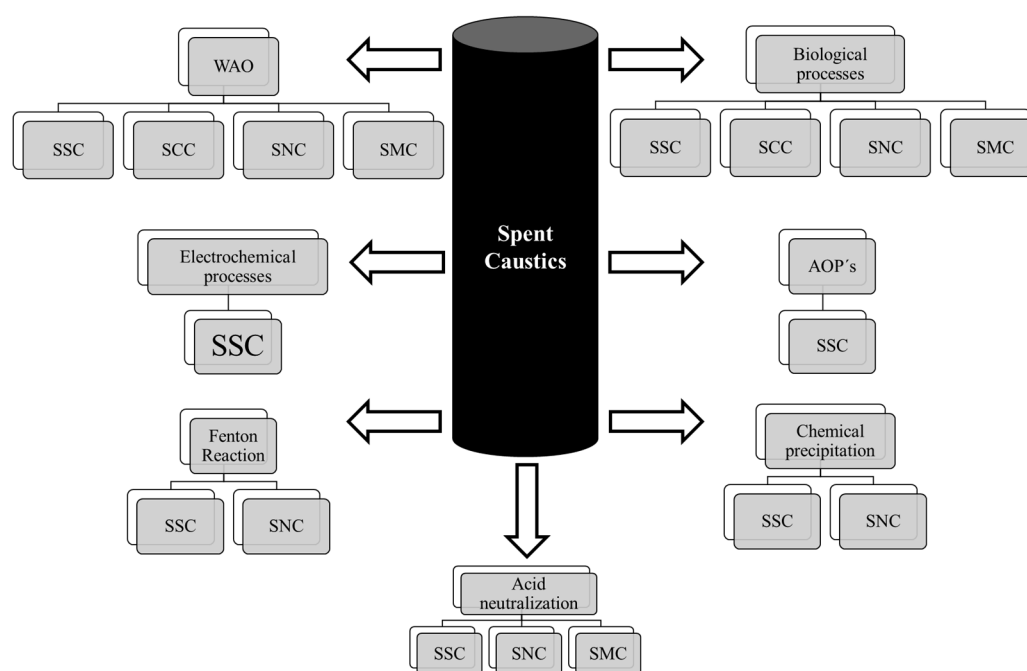 WAO
SSC
SCC
SNC
SMC
Biological
processes
SSC
SCC
SNC
SMC
Spent
Caustics
Electrochemical
processes
SSC
AOP´s
SSC
Fenton
Reaction
SSC
SNC
Chemical
precipitation
SSC
SNC
Acid
neutralization
SSC
SNC
SMC